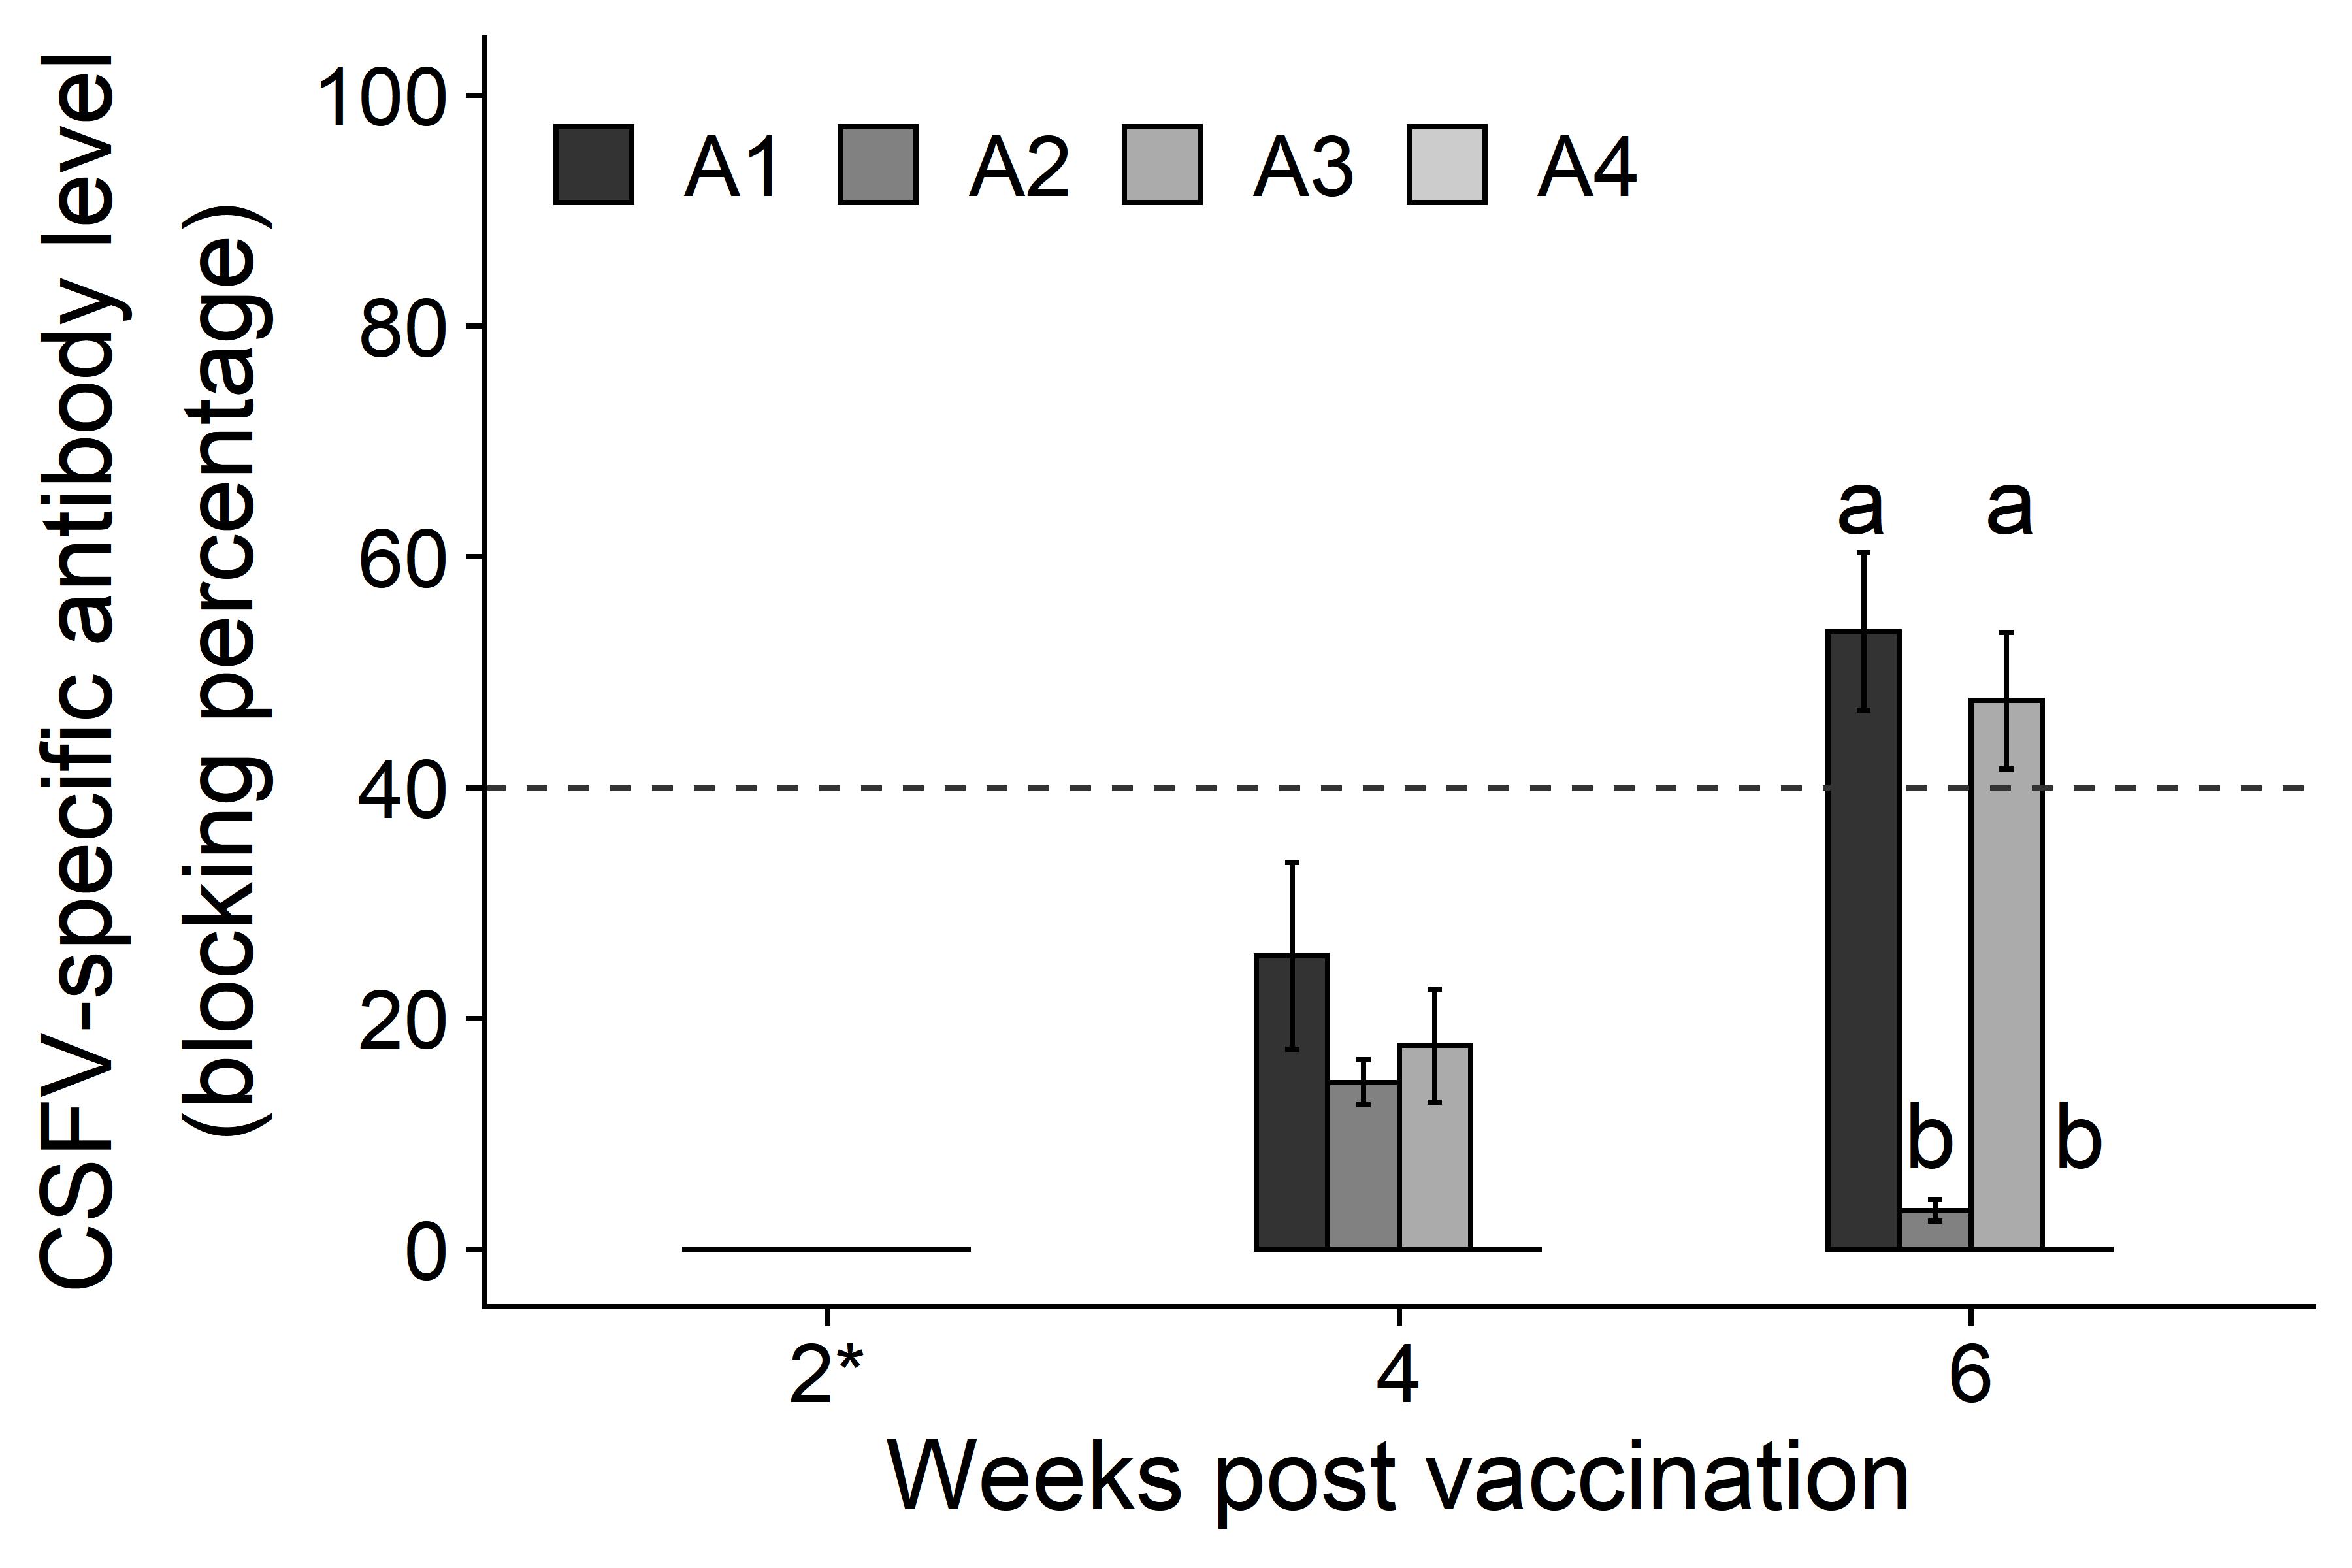 CSFV-specific antibody level
(blocking percentage)
100
80
60
40
20
0
A1 A2 A3 A4
a a
b b
2* 4 6
Weeks post vaccination